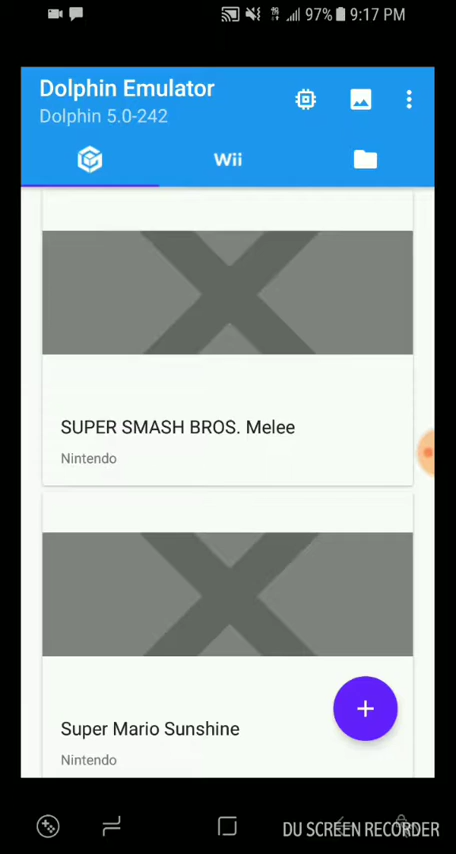 97% 9:17 PM
Dolphin Emulator
Dolphin 5.0-242
Wii
SUPER SMASH BROS. Melee
Nintendo
Super Mario Sunshine
Nintendo
DU SCREEN RECORDER